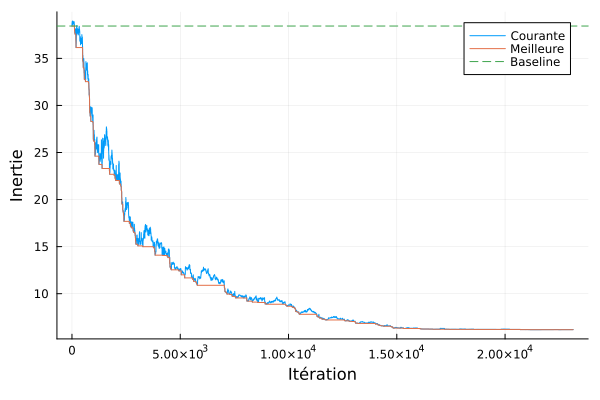 Courante
Meilleure
Baseline
Inertie
35
30
25
20
15
10
0
5.00×10³
1.00×10⁴
1.50×10⁴
2.00×10⁴
Itération